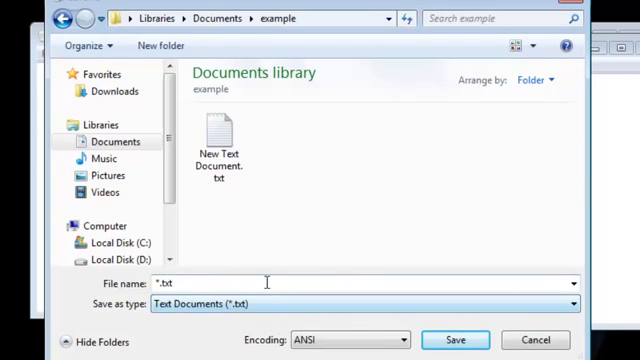 Libraries Documents example
Search example
Organize
New folder
Favorites
Downloads
Libraries
Documents
Music
Pictures
Videos
Computer
Local Disk (C:)
Local Disk (D:)
Documents library
example
Arrange by: Folder
New Text
Document.
txt
File name: *.txt
Save as type: Text Documents (*.txt)
Hide Folders
Encoding: ANSI
Save
Cancel